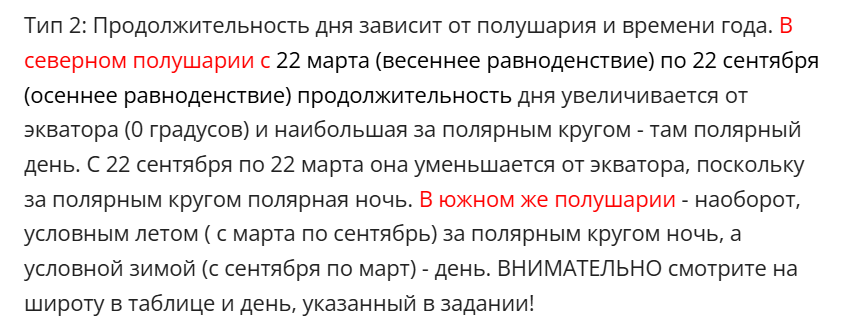 Тип 2: Продолжительность дня зависит от полушария и времени года. В
северном полушарии с 22 марта (весеннее равноденствие) по 22 сентября
(осеннее равноденствие) продолжительность дня увеличивается от
экватора (0 градусов) и наибольшая за полярным кругом - там полярный
день. С 22 сентября по 22 марта она уменьшается от экватора, поскольку
за полярным кругом полярная ночь. В южном же полушарии - наоборот,
условным летом ( с марта по сентябрь) за полярным кругом ночь, а
условной зимой (с сентября по март) - день. ВНИМАТЕЛЬНО смотрите на
широту в таблице и день, указанный в задании!